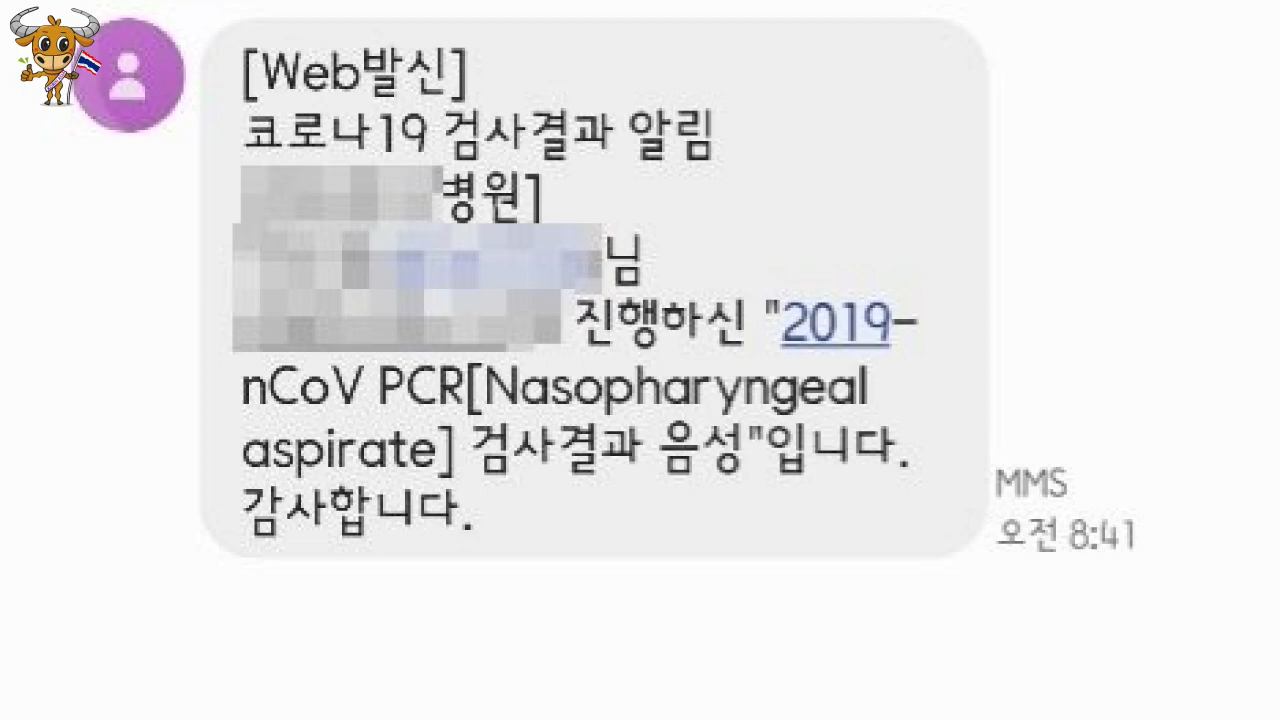 [Web발신]
코로나19 검사결과 알림
병원]
님
진행하신 "2019-
nCoV PCR[Nasopharyngeal
aspirate] 검사결과 음성"입니다.
감사합니다.
MMS
오전 8:41